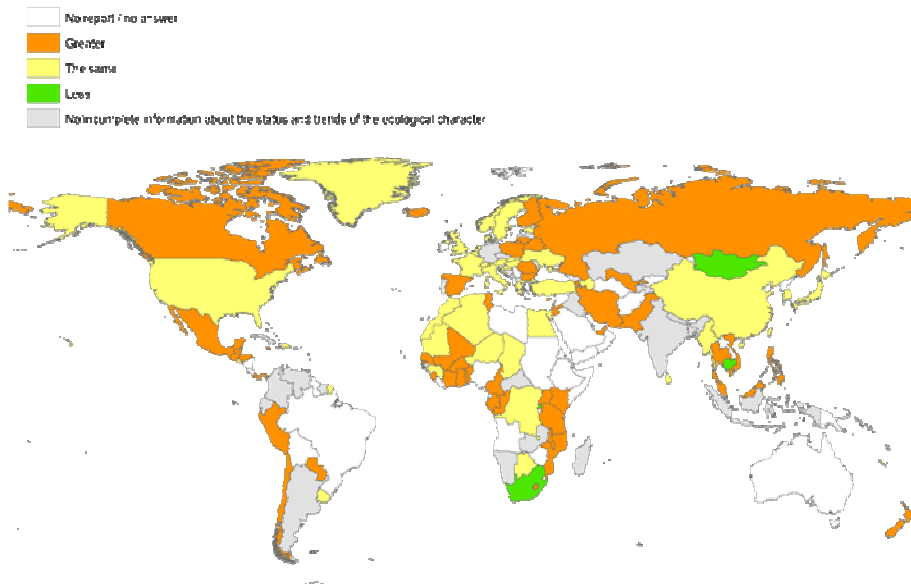 No report / no answer
Greater
The same
Less
No/incomplete information about the status and trends of the ecological character